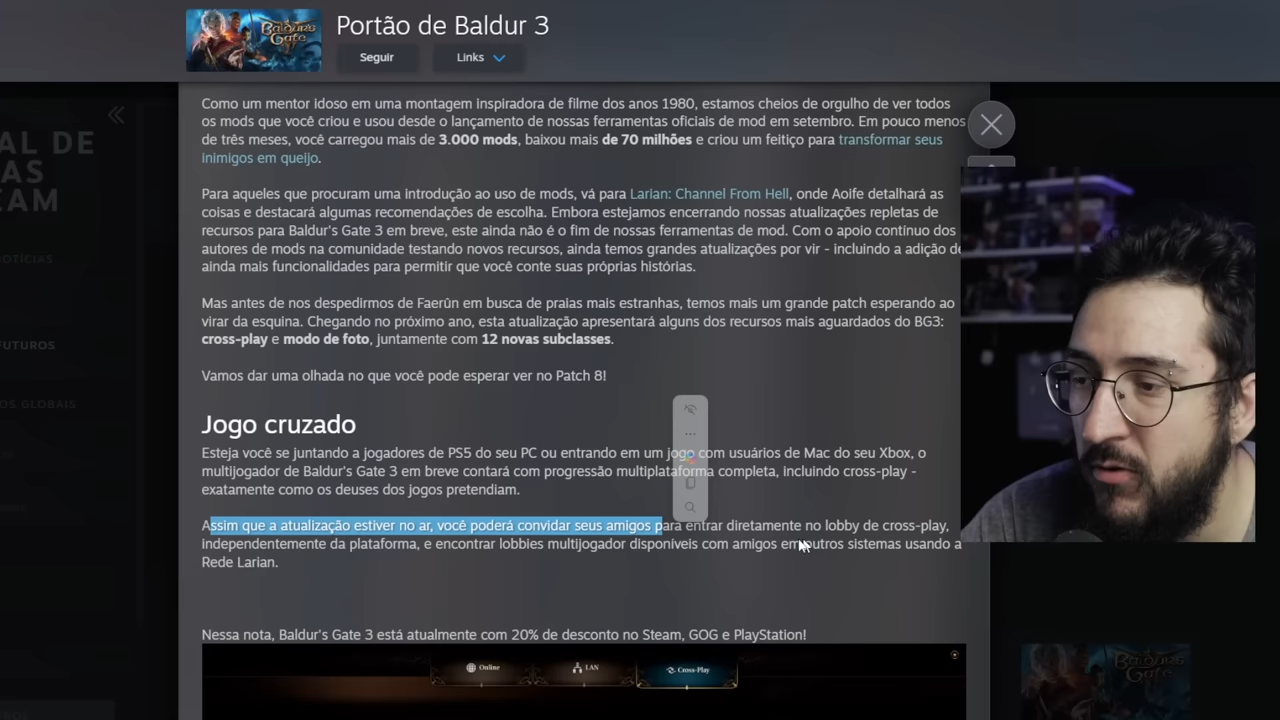 Baldur's Gate
Portão de Baldur 3
Seguir
Links
AL DE
AS
EAM
NOTÍCIAS
FUTUROS
OS GLOBAIS
Como um mentor idoso em uma montagem inspiradora de filme dos anos 1980, estamos cheios de orgulho de ver todos
os mods que você criou e usou desde o lançamento de nossas ferramentas oficiais de mod em setembro. Em pouco menos
de três meses, você carregou mais de 3.000 mods, baixou mais de 70 milhões e criou um feitiço para transformar seus
inimigos em queijo.
Para aqueles que procuram uma introdução ao uso de mods, vá para Larian: Channel From Hell, onde Aoife detalhará as
coisas e destacará algumas recomendações de escolha. Embora estejamos encerrando nossas atualizações repletas de
recursos para Baldur's Gate 3 em breve, este ainda não é o fim de nossas ferramentas de mod. Com o apoio contínuo dos
autores de mods na comunidade testando novos recursos, ainda temos grandes atualizações por vir - incluindo a adição de
ainda mais funcionalidades para permitir que você conte suas próprias histórias.
Mas antes de nos despedirmos de Faerûn em busca de praias mais estranhas, temos mais um grande patch esperando ao
virar da esquina. Chegando no próximo ano, esta atualização apresentará alguns dos recursos mais aguardados do BG3:
cross-play e modo de foto, juntamente com 12 novas subclasses.
Vamos dar uma olhada no que você pode esperar ver no Patch 8!
Jogo cruzado
Esteja você se juntando a jogadores de PS5 do seu PC ou entrando em um jogo com usuários de Mac do seu Xbox, o
multijogador de Baldur's Gate 3 em breve contará com progressão multiplataforma completa, incluindo cross-play -
exatamente como os deuses dos jogos pretendiam.
Assim que a atualização estiver no ar, você poderá convidar seus amigos para entrar diretamente no lobby de cross-play,
independentemente da plataforma, e encontrar lobbies multijogador disponíveis com amigos em outros sistemas usando a
Rede Larian.
Nessa nota, Baldur's Gate 3 está atualmente com 20% de desconto no Steam, GOG e PlayStation!
Online
LAN
Cross-Play
Baldur's
Gate